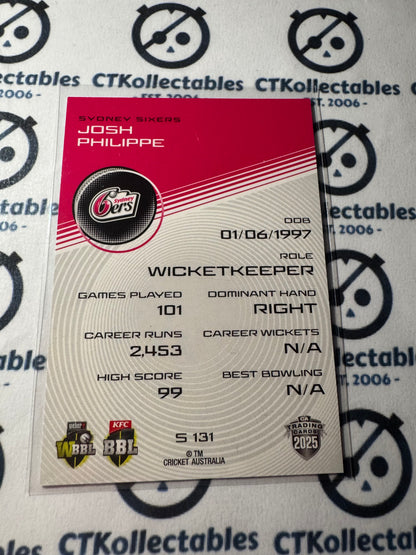 CTKollectables
CTKollectables
EST. 2006 -
2006 -
SYDNEY SIXERS
JOSH
PHILIPPE
Sydney
6ers
DOB
01/06/1997
ROLE
WICKETKEEPER
GAMES PLAYED
101
DOMINANT HAND
RIGHT
CAREER RUNS
2,453
CAREER WICKETS
N/A
HIGH SCORE
99
BEST BOWLING
N/A
WBBL
KFC
BBL
S 131
® TM
CRICKET AUSTRALIA
TRADING
CARDS
2025
2006 -
CTKollectables
CTKollectables